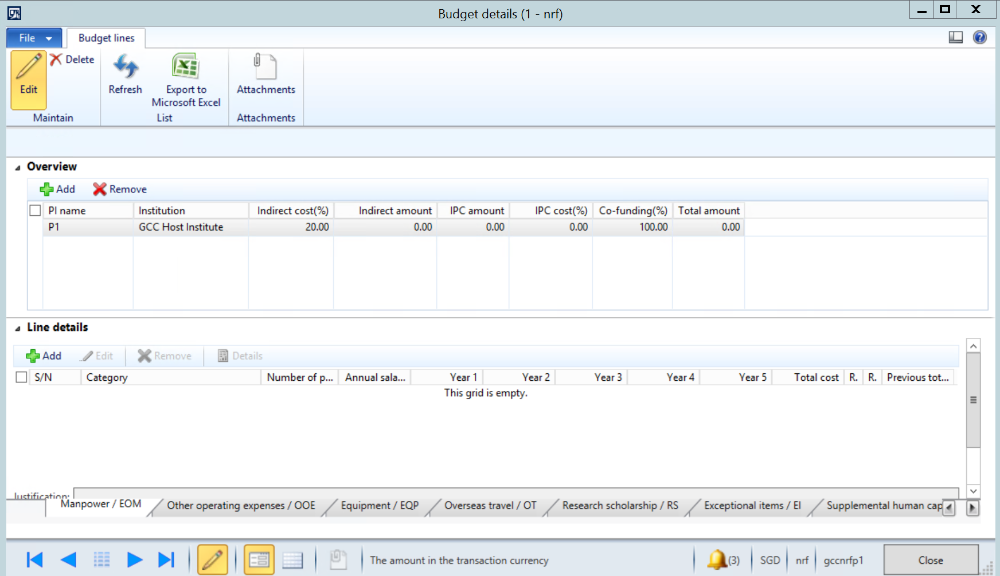 Budget details (1 - nrf)
File
Budget lines
Edit
Delete
Refresh
Export to
Microsoft Excel
Attachments
Maintain
List
Attachments
Overview
Add Remove
PI name Institution Indirect cost(%) Indirect amount IPC amount IPC cost(%) Co-funding(%) Total amount
P1 GCC Host Institute 20.00 0.00 0.00 0.00 100.00 0.00
Line details
Add Edit Remove Details
S/N Category Number of p... Annual sala... Year 1 Year 2 Year 3 Year 4 Year 5 Total cost R. R. Previous tot...
This grid is empty.
Justification:
Manpower / EOM Other operating expenses / OOE Equipment / EQP Overseas travel / OT Research scholarship / RS Exceptional items / EI Supplemental human cap
The amount in the transaction currency (3) SGD nrf gccnrfp1 Close